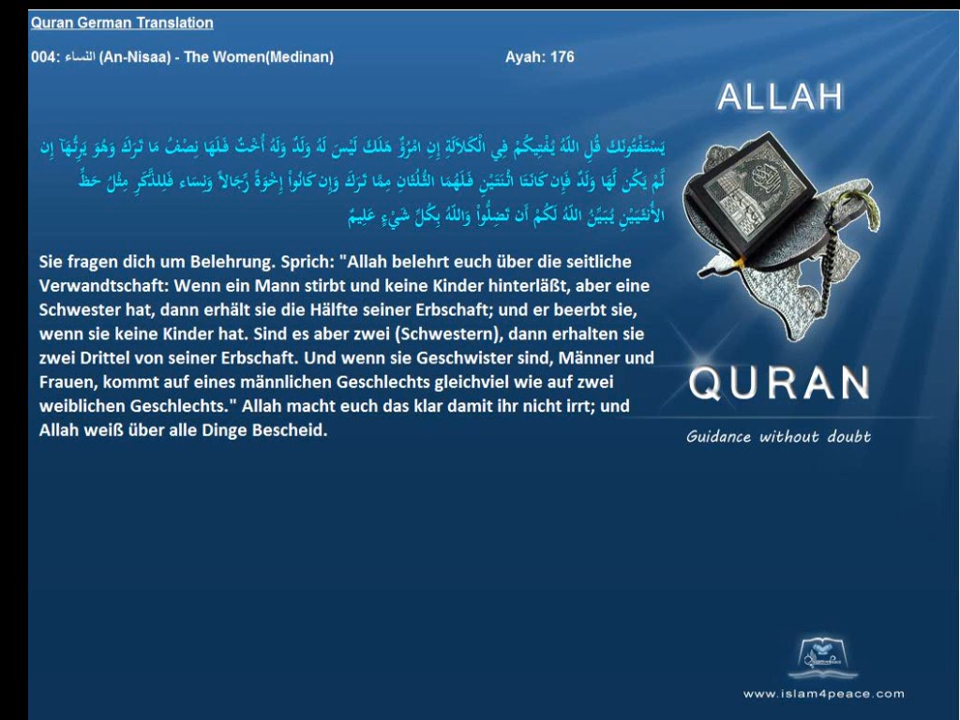 Quran German Translation
004: النساء (An-Nisaa) - The Women(Medinan)
Ayah: 176
يَسْتَفْتُونَكَ قُلِ اللّهُ يُفْتِيكُمْ فِي الْكَلاَلَةِ إِنِ امْرُؤٌ هَلَكَ لَيْسَ لَهُ وَلَدٌ وَلَهُ أُخْتٌ فَلَهَا نِصْفُ مَا تَرَكَ وَهُوَ يَرِثُهَآ إِن
لَّمْ يَكُن لَّهَا وَلَدٌ فَإِن كَانَتَا اثْنَتَيْنِ فَلَهُمَا الثُّلُثَانِ مِمَّا تَرَكَ وَإِن كَانُواْ إِخْوَةً رِّجَالاً وَنِسَاء فَلِلذَّكَرِ مِثْلُ حَظِّ
الأُنثَيَيْنِ يُبَيِّنُ اللّهُ لَكُمْ أَن تَضِلُّواْ وَاللّهُ بِكُلِّ شَيْءٍ عَلِيمٌ
Sie fragen dich um Belehrung. Sprich: "Allah belehrt euch über die seitliche
Verwandtschaft: Wenn ein Mann stirbt und keine Kinder hinterläßt, aber eine
Schwester hat, dann erhält sie die Hälfte seiner Erbschaft; und er beerbt sie,
wenn sie keine Kinder hat. Sind es aber zwei (Schwestern), dann erhalten sie
zwei Drittel von seiner Erbschaft. Und wenn sie Geschwister sind, Männer und
Frauen, kommt auf eines männlichen Geschlechts gleichviel wie auf zwei
weiblichen Geschlechts." Allah macht euch das klar damit ihr nicht irrt; und
Allah weiß über alle Dinge Bescheid.
ALLAH
QURAN
Guidance without doubt
www.islam4peace.com